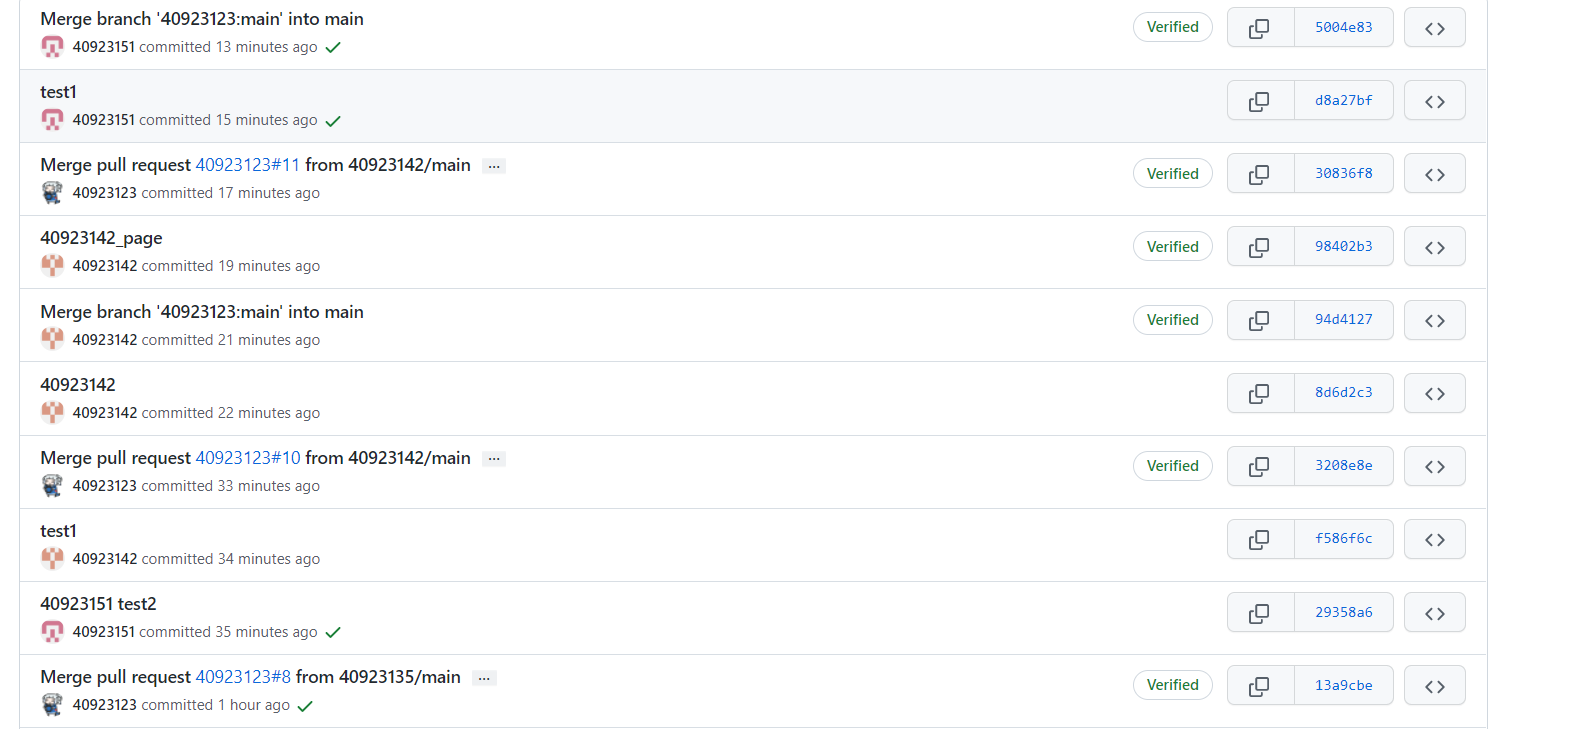 Merge branch '40923123:main' into main
40923151 committed 13 minutes ago
Verified
5004e83
test1
40923151 committed 15 minutes ago
d8a27bf
Merge pull request 40923123#11 from 40923142/main ...
40923123 committed 17 minutes ago
Verified
30836f8
40923142_page
40923142 committed 19 minutes ago
Verified
98402b3
Merge branch '40923123:main' into main
40923142 committed 21 minutes ago
Verified
94d4127
40923142
40923142 committed 22 minutes ago
8d6d2c3
Merge pull request 40923123#10 from 40923142/main ...
40923123 committed 33 minutes ago
Verified
3208e8e
test1
40923142 committed 34 minutes ago
f586f6c
40923151 test2
40923151 committed 35 minutes ago
29358a6
Merge pull request 40923123#8 from 40923135/main ...
40923123 committed 1 hour ago
Verified
13a9cbe